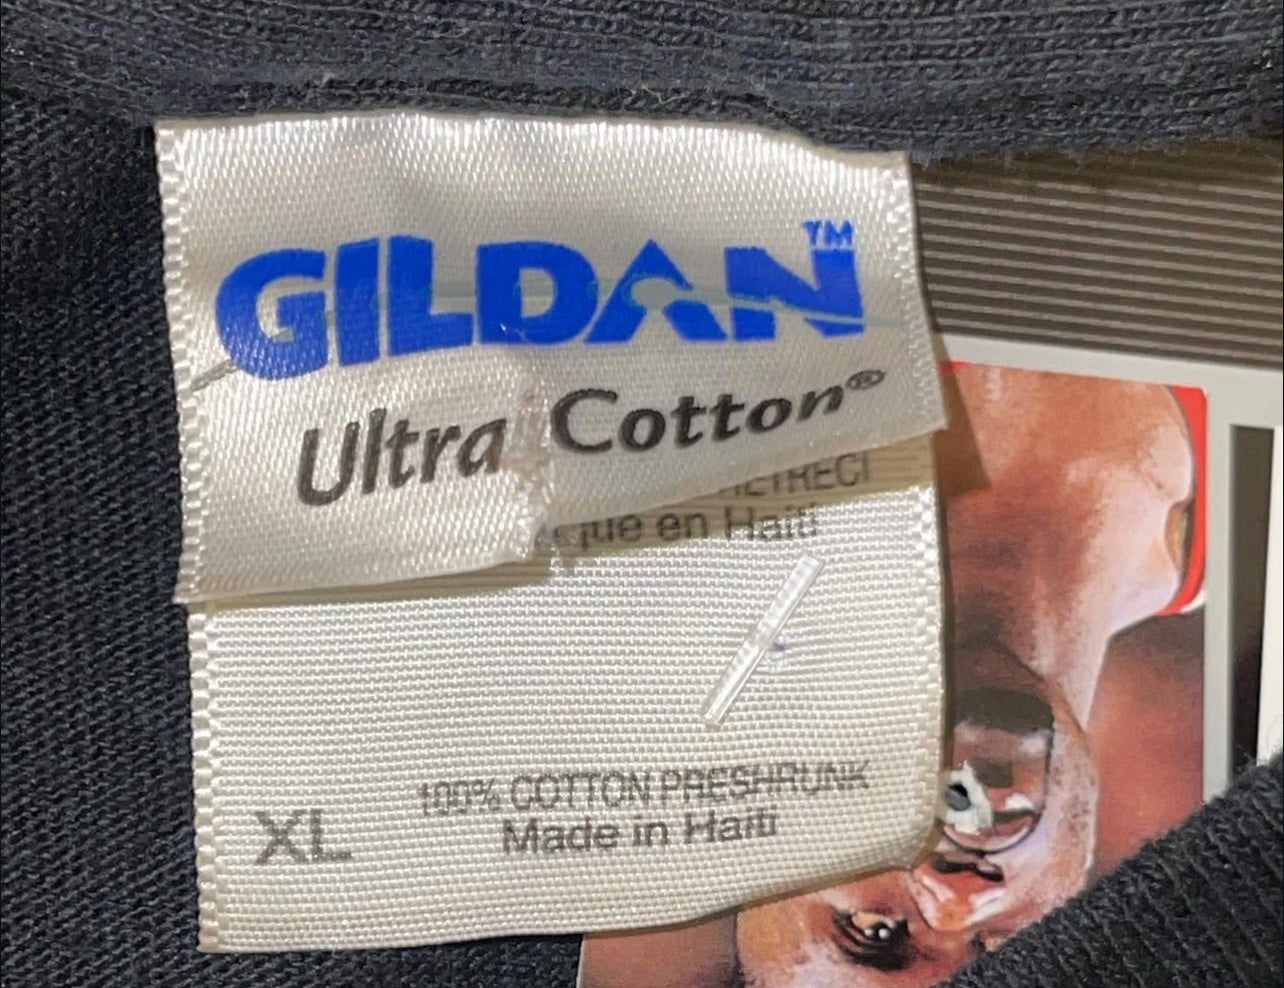 GILDAN™
Ultra Cotton®
que en Haiti
XL
100% COTTON PRESHRUNK
Made in Haiti